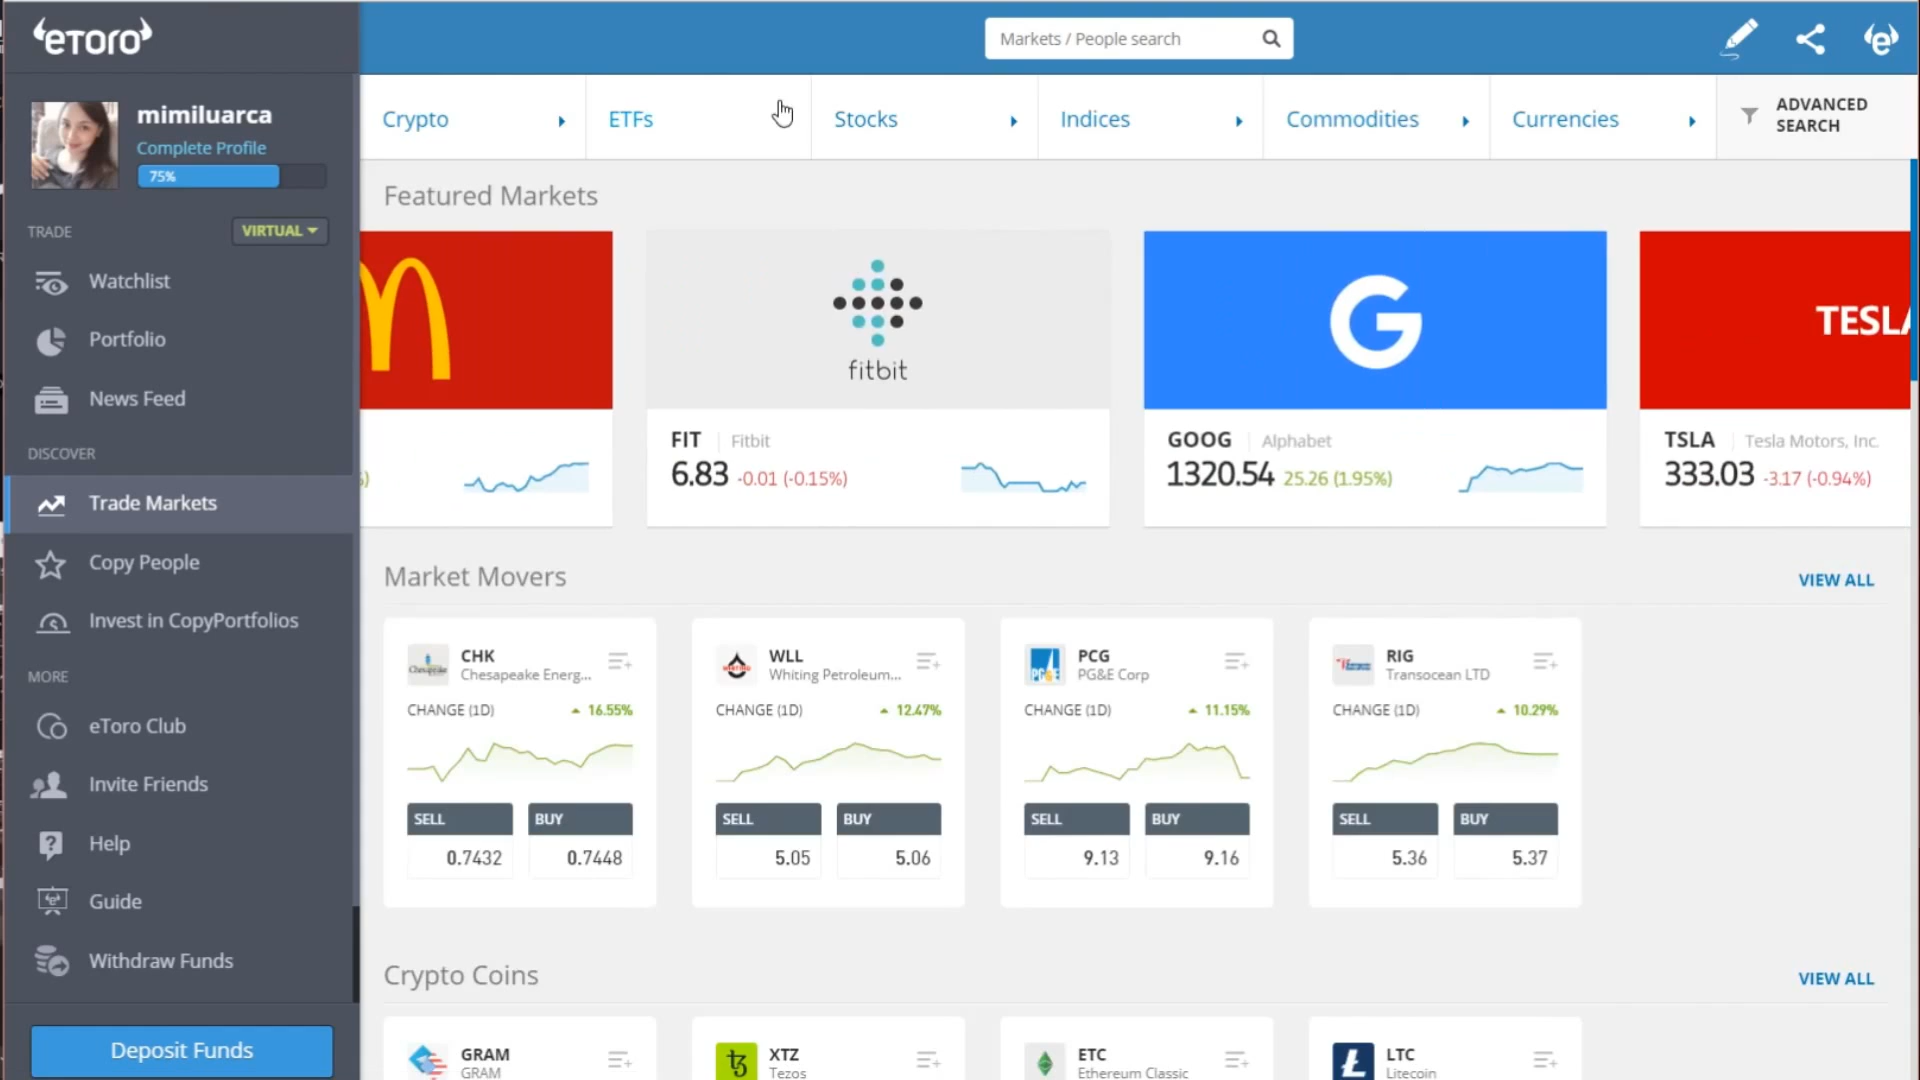 eToro
Markets / People search
mimiluarca
Complete Profile
75%
TRADE
VIRTUAL
Watchlist
Portfolio
News Feed
DISCOVER
Trade Markets
Copy People
Invest in CopyPortfolios
MORE
eToro Club
Invite Friends
Help
Guide
Withdraw Funds
Deposit Funds
Crypto
ETFs
Stocks
Indices
Commodities
Currencies
ADVANCED
SEARCH
Featured Markets
fitbit
FIT Fitbit
6.83 -0.01 (-0.15%)
G
GOOG Alphabet
1320.54 25.26 (1.95%)
TESLA
TSLA Tesla Motors, Inc.
333.03 -3.17 (-0.94%)
Market Movers
VIEW ALL
CHK
Chesapeake Energ...
CHANGE (1D) 16.55%
SELL BUY
0.7432 0.7448
WLL
Whiting Petroleum...
CHANGE (1D) 12.47%
SELL BUY
5.05 5.06
PCG
PG&E Corp
CHANGE (1D) 11.15%
SELL BUY
9.13 9.16
RIG
Transocean LTD
CHANGE (1D) 10.29%
SELL BUY
5.36 5.37
Crypto Coins
VIEW ALL
GRAM
GRAM
XTZ
Tezos
ETC
Ethereum Classic
LTC
Litecoin